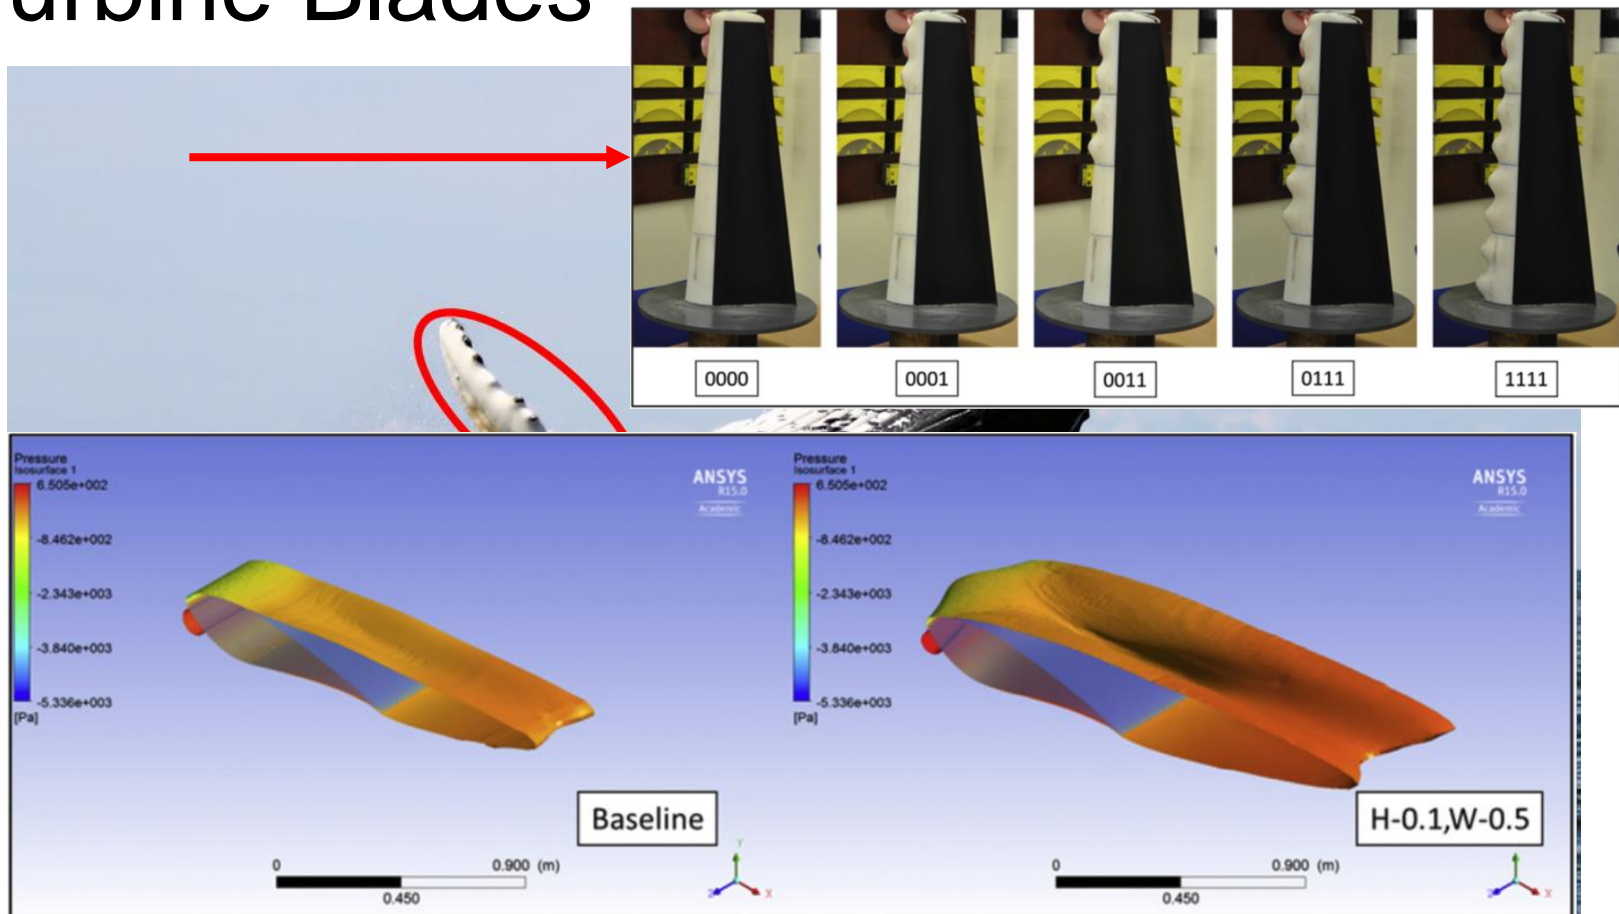 urbine Blades
0000
0001
0011
0111
1111
Pressure
Isosurface 1
6.505e+002
-8.462e+002
-2.343e+003
-3.840e+003
-5.336e+003
[Pa]
ANSYS
R15.0
Academic
Baseline
0
0.900 (m)
0.450
Y
Z
X
Pressure
Isosurface 1
6.505e+002
-8.462e+002
-2.343e+003
-3.840e+003
-5.336e+003
[Pa]
ANSYS
R15.0
Academic
H-0.1,W-0.5
0
0.900 (m)
0.450
Y
Z
X